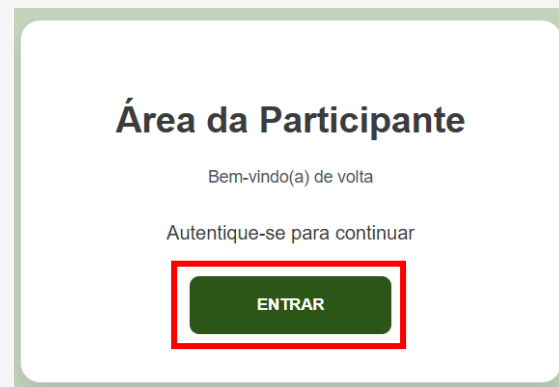 Área da Participante
Bem-vindo(a) de volta
Autentique-se para continuar
ENTRAR